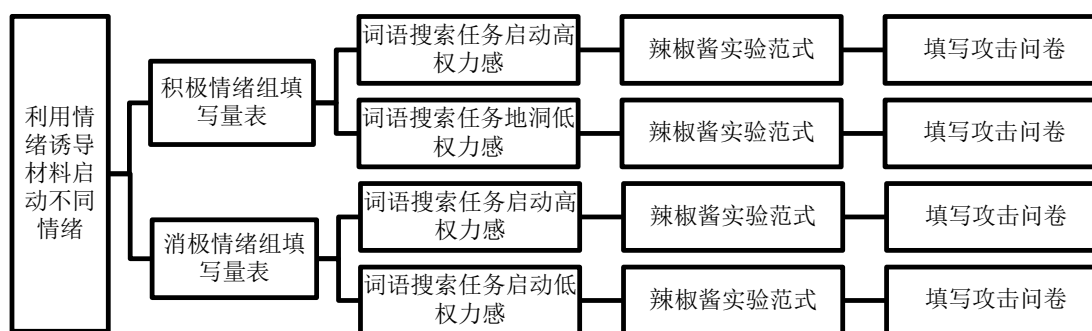 利用情
绪诱导
材料启
动不同
情绪
积极情绪组填
写量表
词语搜索任务启动高
权力感
辣椒酱实验范式
填写攻击问卷
词语搜索任务地洞低
权力感
辣椒酱实验范式
填写攻击问卷
消极情绪组填
写量表
词语搜索任务启动高
权力感
辣椒酱实验范式
填写攻击问卷
词语搜索任务启动低
权力感
辣椒酱实验范式
填写攻击问卷